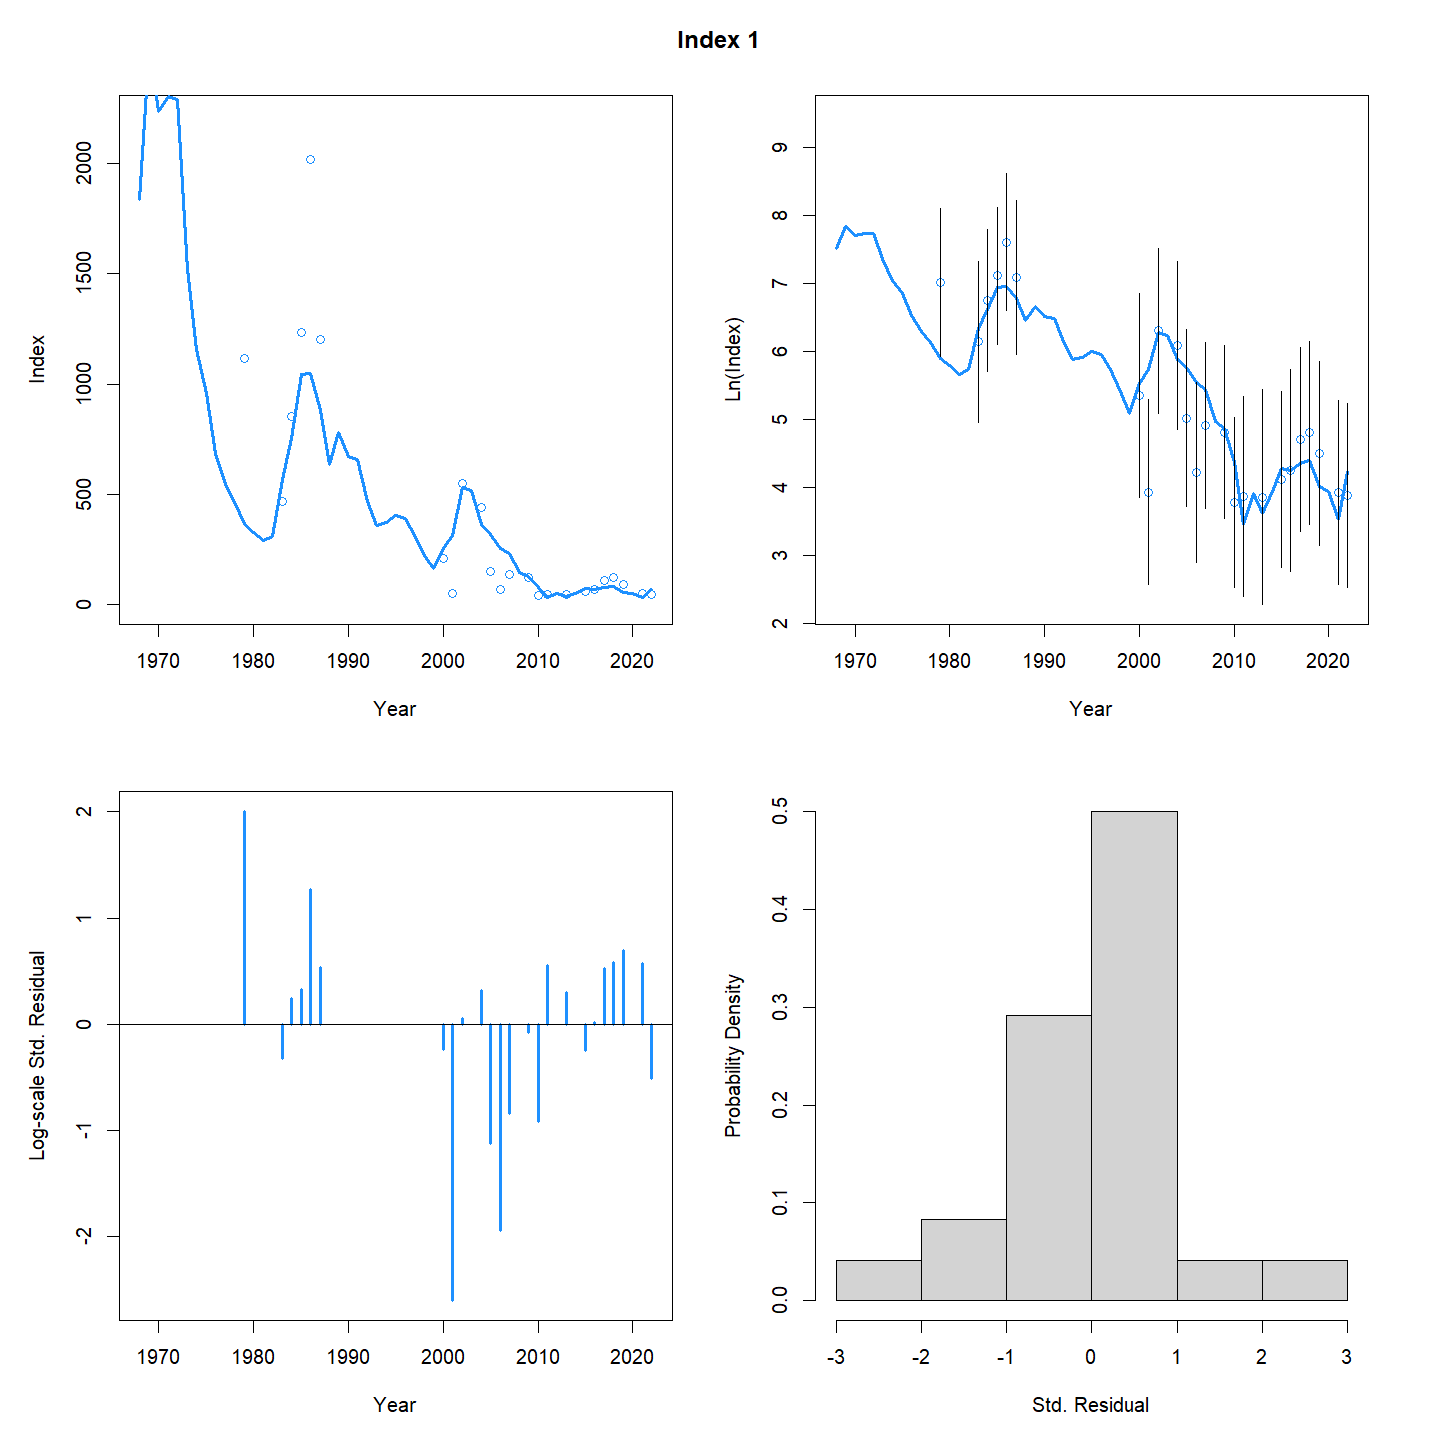 Index 1
Index
2000
1500
1000
500
0
1970 1980 1990 2000 2010 2020
Year
Ln(Index)
9
8
7
6
5
4
3
2
1970 1980 1990 2000 2010 2020
Year
Log-scale Std. Residual
2
1
0
-1
-2
1970 1980 1990 2000 2010 2020
Year
Probability Density
0.5
0.4
0.3
0.2
0.1
0.0
-3 -2 -1 0 1 2 3
Std. Residual